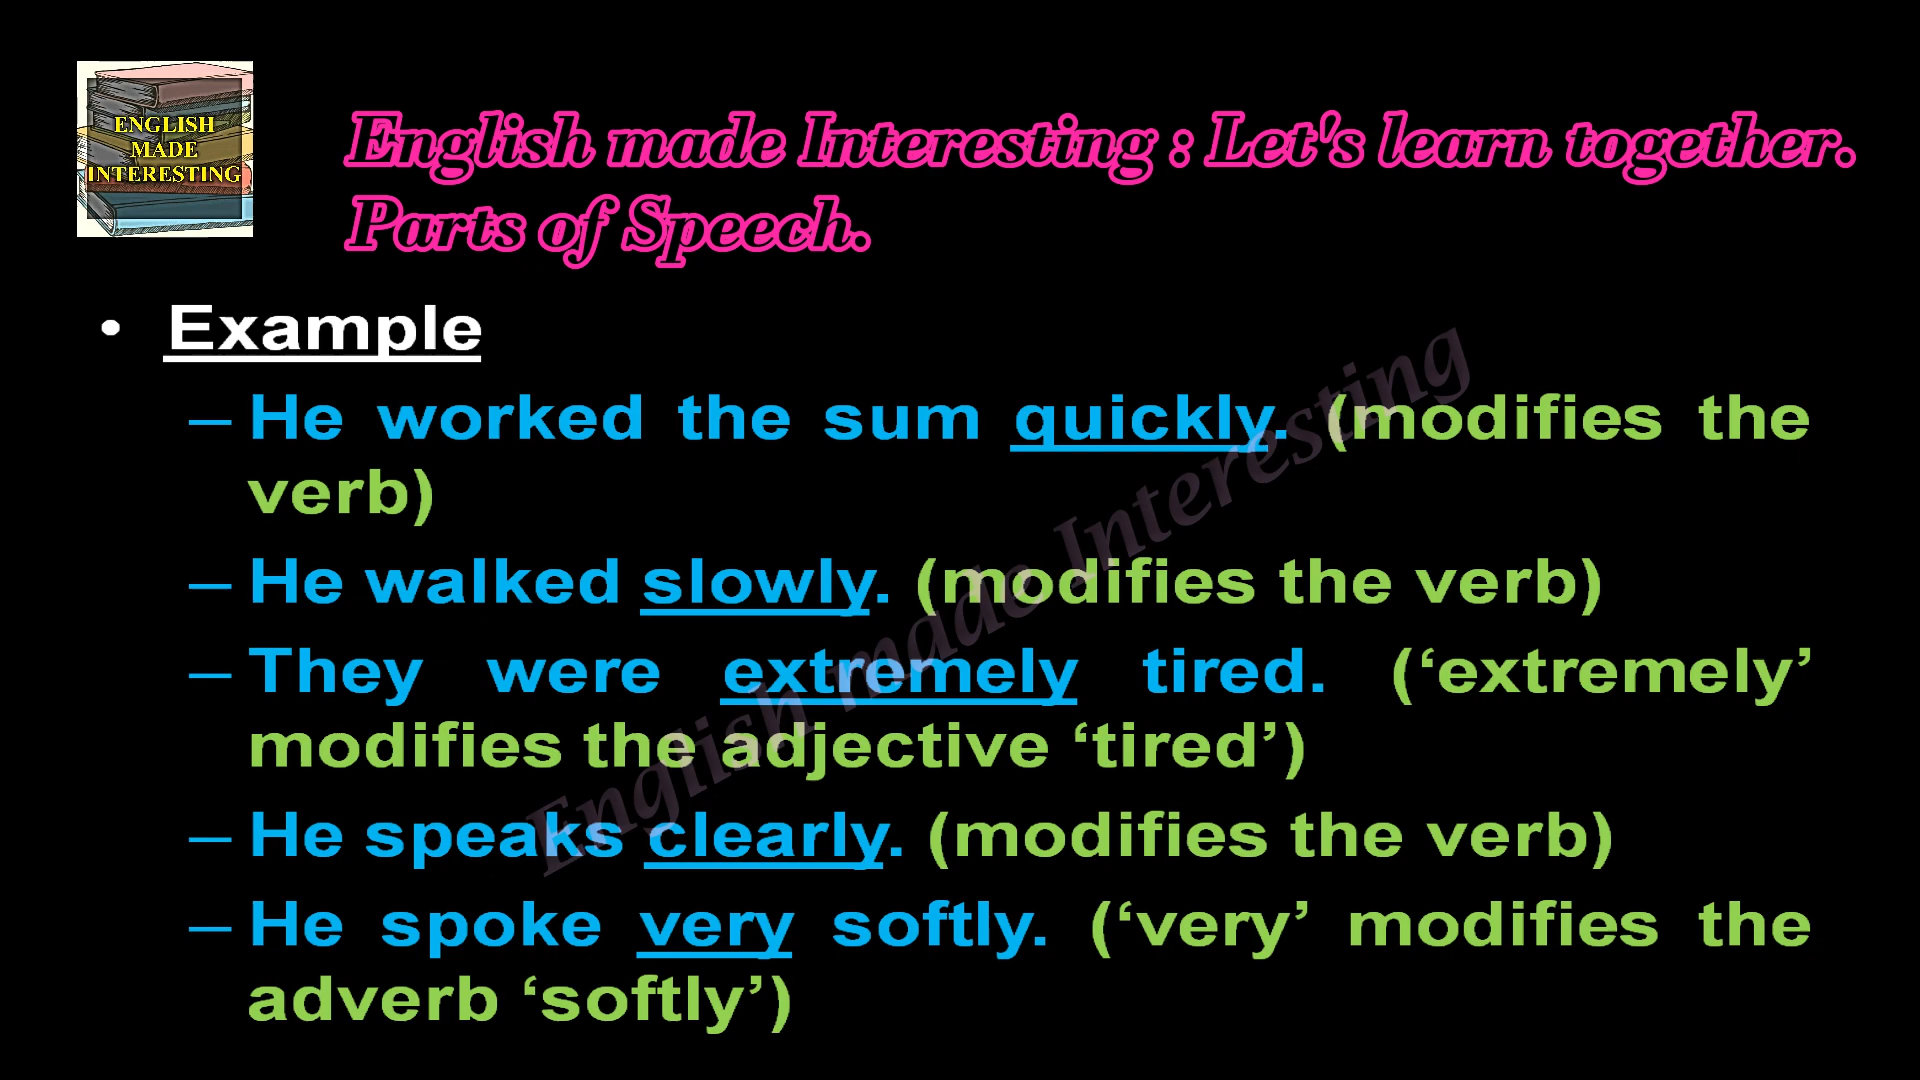 ENGLISH
MADE
INTERESTING
English made Interesting : Let's learn together.
Parts of Speech.
• Example
– He worked the sum quickly. (modifies the
verb)
– He walked slowly. (modifies the verb)
– They were extremely tired. (‘extremely’
modifies the adjective ‘tired’)
– He speaks clearly. (modifies the verb)
– He spoke very softly. (‘very’ modifies the
adverb ‘softly’)
English made Interesting